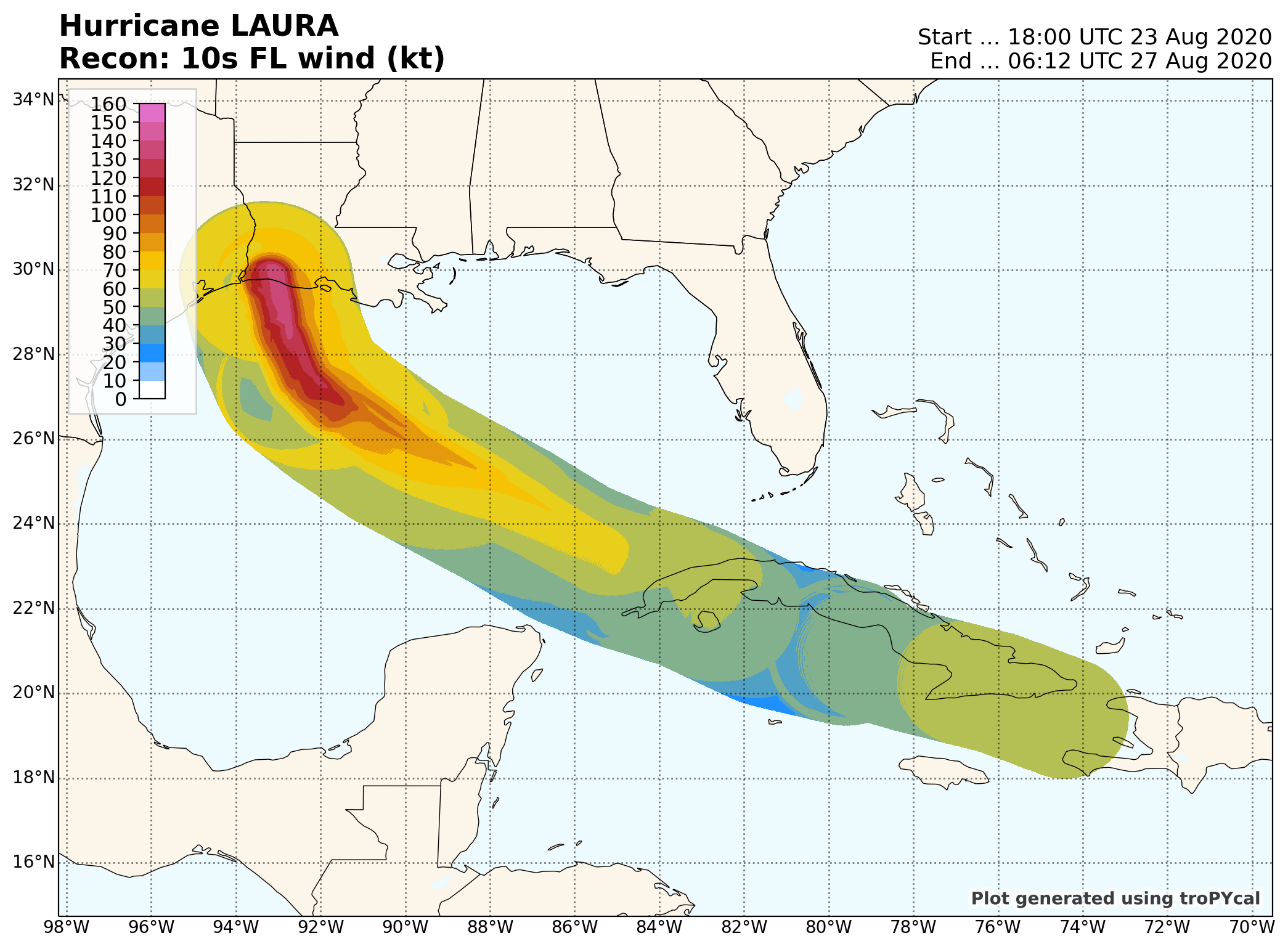 Hurricane LAURA
Recon: 10s FL wind (kt)
Start ... 18:00 UTC 23 Aug 2020
End ... 06:12 UTC 27 Aug 2020
160
150
140
130
120
110
100
90
80
70
60
50
40
30
20
10
0
34°N
32°N
30°N
28°N
26°N
24°N
22°N
20°N
18°N
16°N
Plot generated using troPYcal
98°W 96°W 94°W 92°W 90°W 88°W 86°W 84°W 82°W 80°W 78°W 76°W 74°W 72°W 70°W